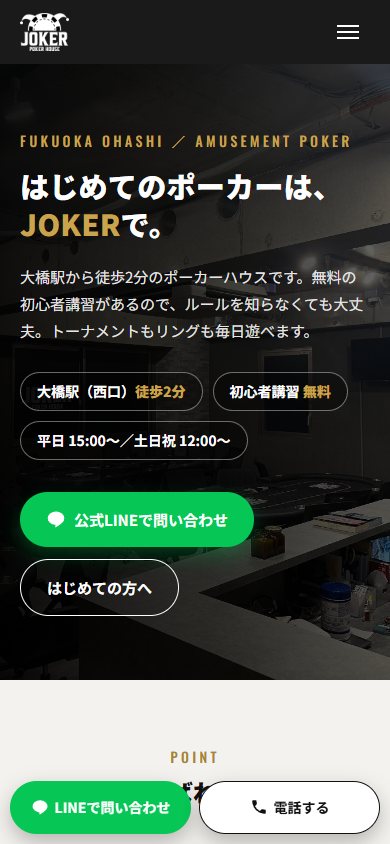 JOKER
POKER HOUSE
FUKUOKA OHASHI ／ AMUSEMENT POKER
はじめてのポーカーは、
JOKERで。
大橋駅から徒歩2分のポーカーハウスです。無料の
初心者講習があるので、ルールを知らなくても大丈
夫。トーナメントもリングも毎日遊べます。
大橋駅（西口）徒歩2分
初心者講習 無料
平日 15:00〜／土日祝 12:00〜
公式LINEで問い合わせ
はじめての方へ
POINT
LINEで問い合わせ
電話する